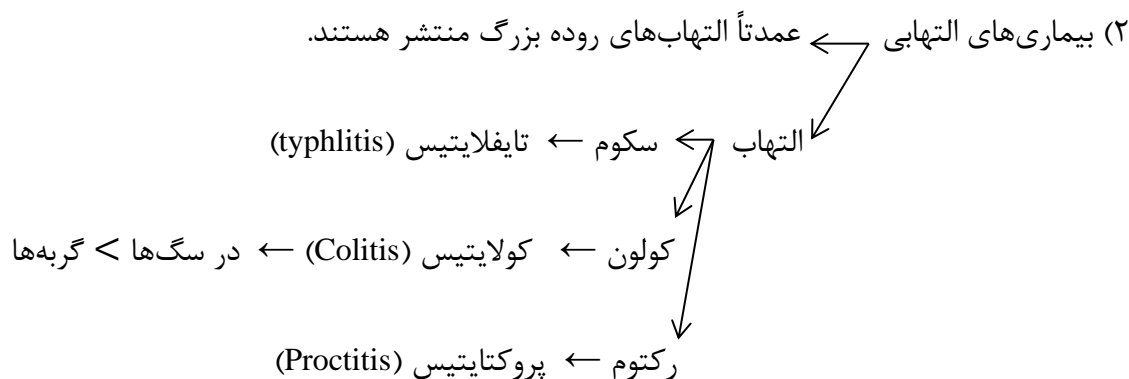 ۲) بیماری‌های التهابی ← عمدتاً التهاب‌های روده بزرگ منتشر هستند.
التهاب ← سکوم ← تایفلایتیس (typhlitis)
کولون ← کولایتیس (Colitis) ← در سگ‌ها > گربه‌ها
رکتوم ← پروکتایتیس (Proctitis)